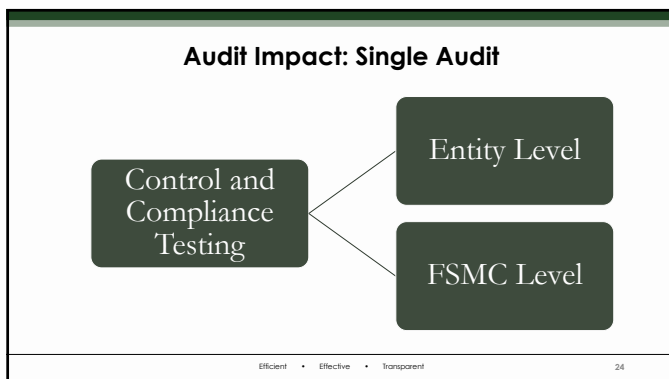 Audit Impact: Single Audit
Control and
Compliance
Testing
Entity Level
FSMC Level
Efficient • Effective • Transparent
24